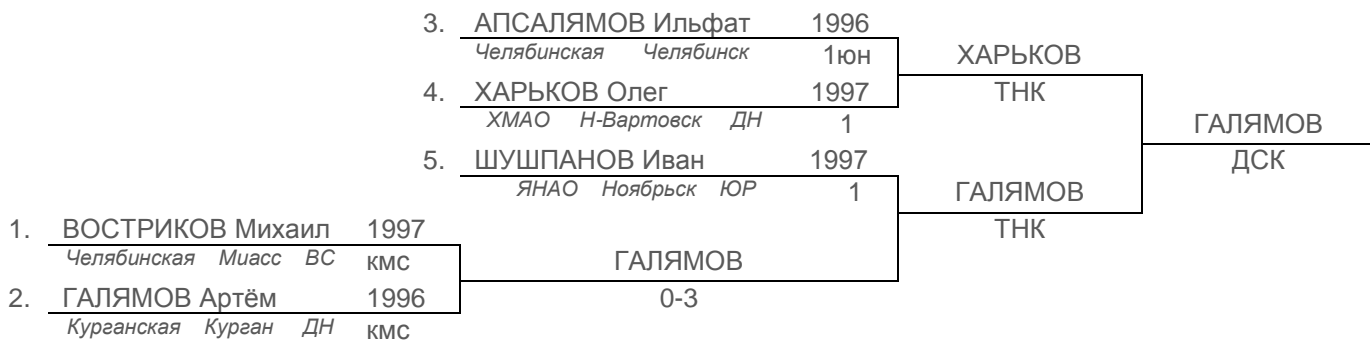 3. АПСАЛЯМОВ Ильфат 1996
Челябинская Челябинск 1юн
ХАРЬКОВ
4. ХАРЬКОВ Олег 1997
ТНК
ХМАО Н-Вартовск ДН 1
ГАЛЯМОВ
5. ШУШПАНОВ Иван 1997
ДСК
ЯНАО Ноябрьск ЮР 1
ГАЛЯМОВ
1. ВОСТРИКОВ Михаил 1997
ТНК
Челябинская Миасс ВС кмс
ГАЛЯМОВ
2. ГАЛЯМОВ Артём 1996
0-3
Курганская Курган ДН кмс